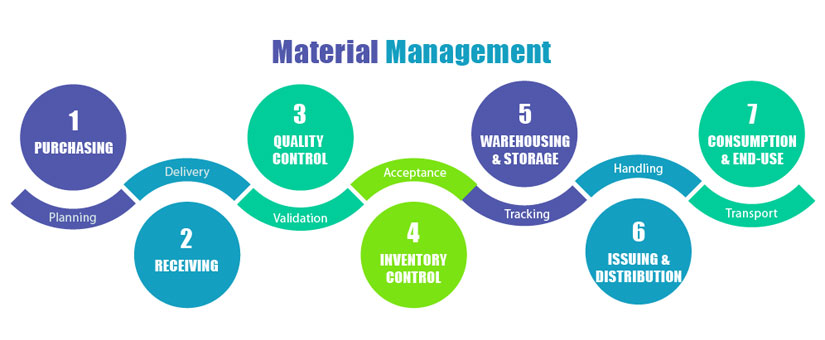 Material Management
1
PURCHASING
Planning
Delivery
2
RECEIVING
3
QUALITY
CONTROL
Validation
Acceptance
4
INVENTORY
CONTROL
5
WAREHOUSING
& STORAGE
Tracking
Handling
6
ISSUING &
DISTRIBUTION
7
CONSUMPTION
& END-USE
Transport